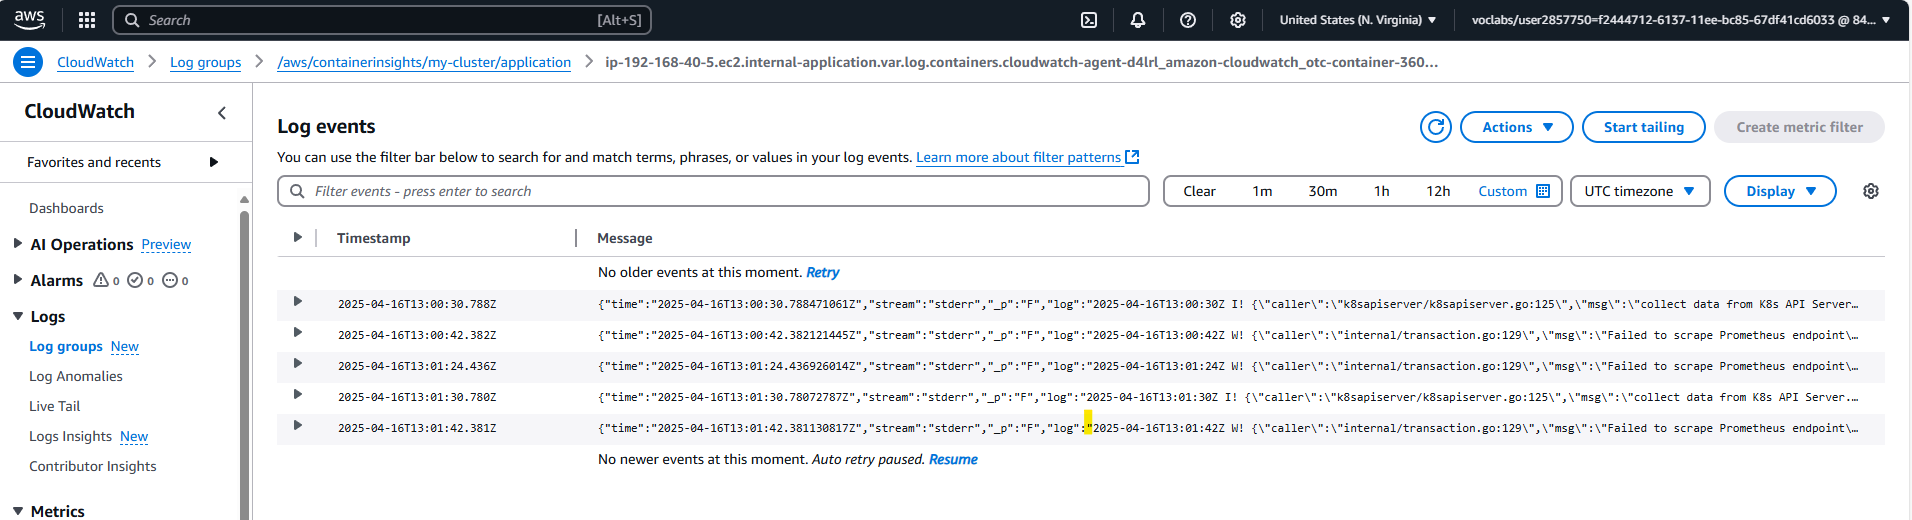 aws Search [Alt+S] United States (N. Virginia) voclabs/user2857750=f2444712-6137-11ee-bc85-67df41cd6033 @ 84...
CloudWatch Log groups /aws/containerinsights/my-cluster/application ip-192-168-40-5.ec2.internal-application.var.log.containers.cloudwatch-agent-d4lrl_amazon-cloudwatch_otc-container-360...
CloudWatch
Favorites and recents
Dashboards
AI Operations Preview
Alarms 0 0 0
Logs
Log groups New
Log Anomalies
Live Tail
Logs Insights New
Contributor Insights
Metrics
Log events
Actions Start tailing Create metric filter
You can use the filter bar below to search for and match terms, phrases, or values in your log events. Learn more about filter patterns
Filter events - press enter to search Clear 1m 30m 1h 12h Custom UTC timezone Display
Timestamp Message
No older events at this moment. Retry
2025-04-16T13:00:30.788Z {"time":"2025-04-16T13:00:30.788471061Z","stream":"stderr","_p":"F","log":"2025-04-16T13:00:30Z I! {\"caller\":\"k8sapiserver/k8sapiserver.go:125\",\"msg\":\"collect data from K8s API Server…
2025-04-16T13:00:42.382Z {"time":"2025-04-16T13:00:42.382121445Z","stream":"stderr","_p":"F","log":"2025-04-16T13:00:42Z W! {\"caller\":\"internal/transaction.go:129\",\"msg\":\"Failed to scrape Prometheus endpoint\…
2025-04-16T13:01:24.436Z {"time":"2025-04-16T13:01:24.436926014Z","stream":"stderr","_p":"F","log":"2025-04-16T13:01:24Z W! {\"caller\":\"internal/transaction.go:129\",\"msg\":\"Failed to scrape Prometheus endpoint\…
2025-04-16T13:01:30.780Z {"time":"2025-04-16T13:01:30.78072787Z","stream":"stderr","_p":"F","log":"2025-04-16T13:01:30Z I! {\"caller\":\"k8sapiserver/k8sapiserver.go:125\",\"msg\":\"collect data from K8s API Server.…
2025-04-16T13:01:42.381Z {"time":"2025-04-16T13:01:42.381130817Z","stream":"stderr","_p":"F","log":"2025-04-16T13:01:42Z W! {\"caller\":\"internal/transaction.go:129\",\"msg\":\"Failed to scrape Prometheus endpoint\…
No newer events at this moment. Auto retry paused. Resume